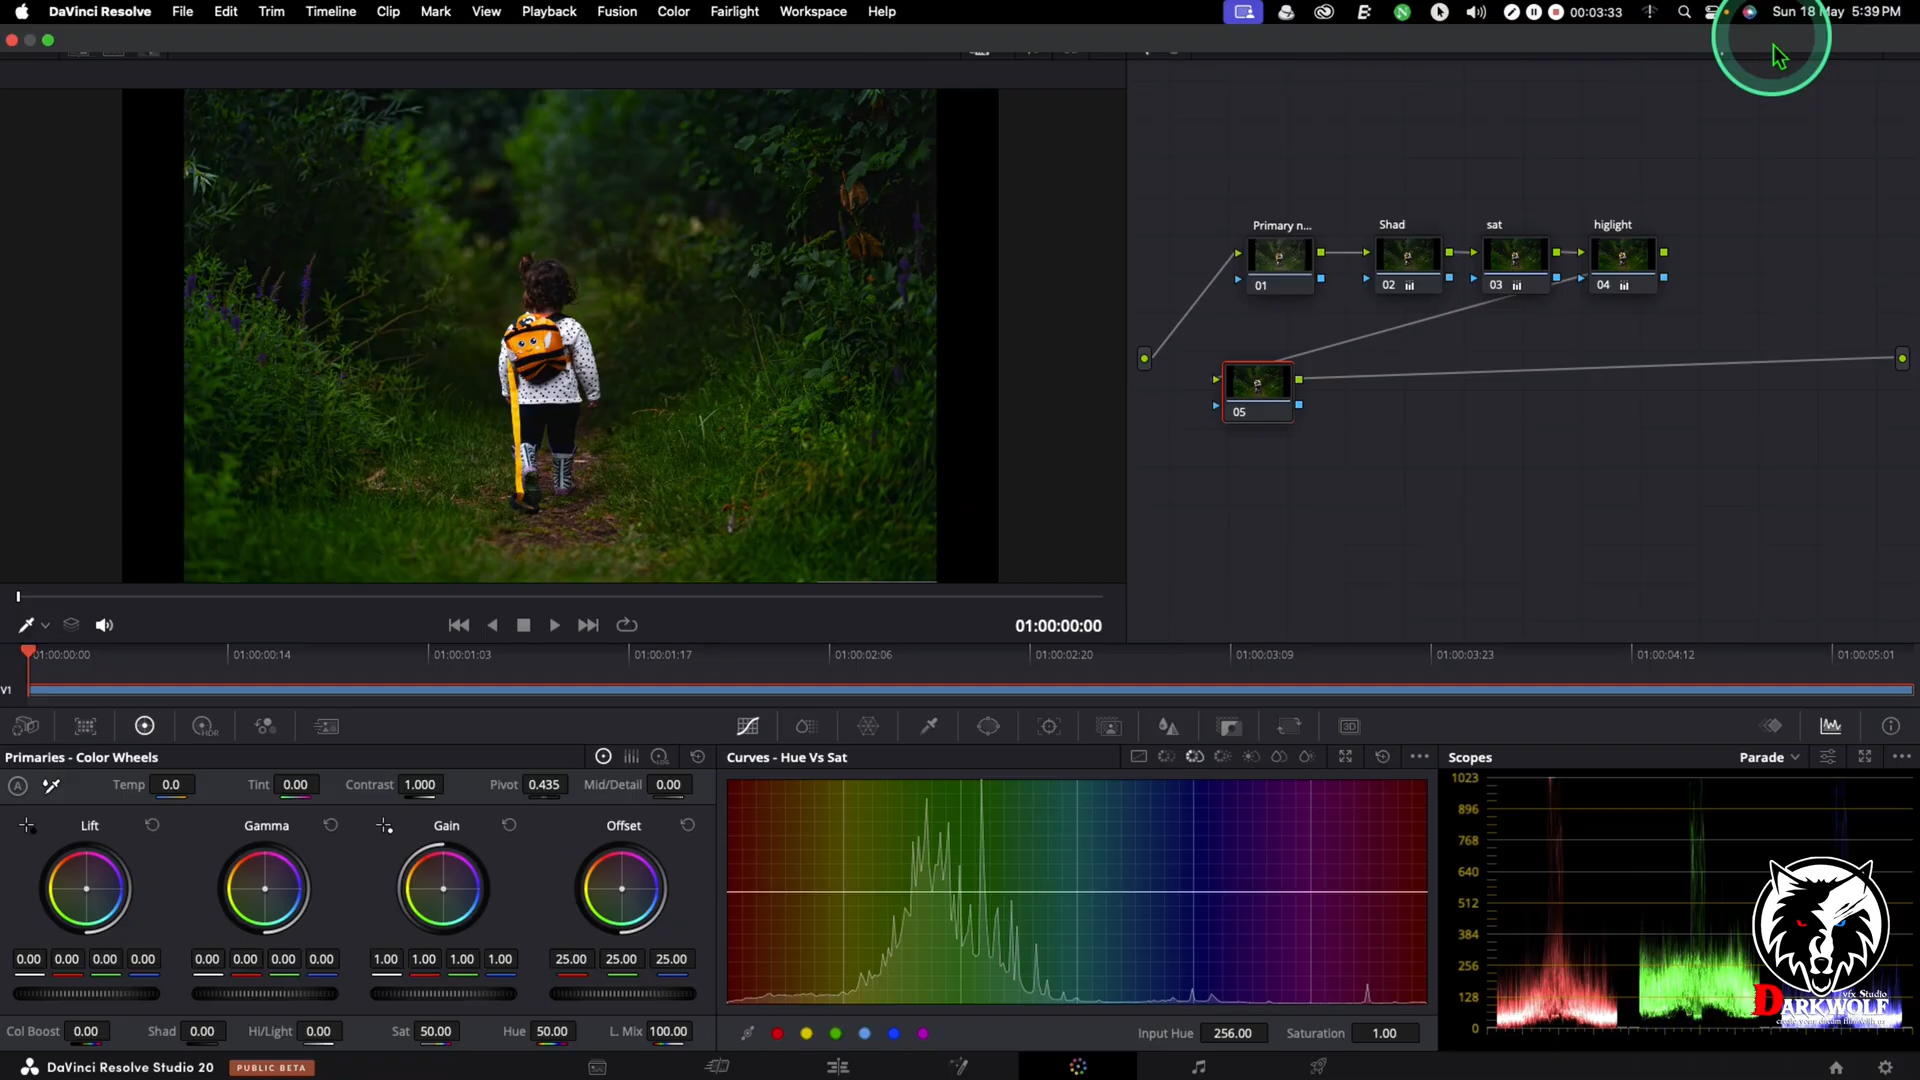 DaVinci Resolve File Edit Trim Timeline Clip Mark View Playback Fusion Color Fairlight Workspace Help 00:03:33 Sun 18 May 5:39 PM
Primary n... Shad sat higlight
01 02 03 04
05
01:00:00:00
01:00:00:00 01:00:00:14 01:00:01:03 01:00:01:17 01:00:02:06 01:00:02:20 01:00:03:09 01:00:03:23 01:00:04:12 01:00:05:01
V1
HDR 3D
Primaries - Color Wheels LOG Curves - Hue Vs Sat Scopes Parade
A Temp 0.0 Tint 0.00 Contrast 1.000 Pivot 0.435 Mid/Detail 0.00
Lift Gamma Gain Offset
0.00 0.00 0.00 0.00 0.00 0.00 0.00 0.00 1.00 1.00 1.00 1.00 25.00 25.00 25.00
Col Boost 0.00 Shad 0.00 Hi/Light 0.00 Sat 50.00 Hue 50.00 L. Mix 100.00
Input Hue 256.00 Saturation 1.00
1023
896
768
640
512
384
256
128
0
vfx Studio
DARKWOLF
DaVinci Resolve Studio 20 PUBLIC BETA